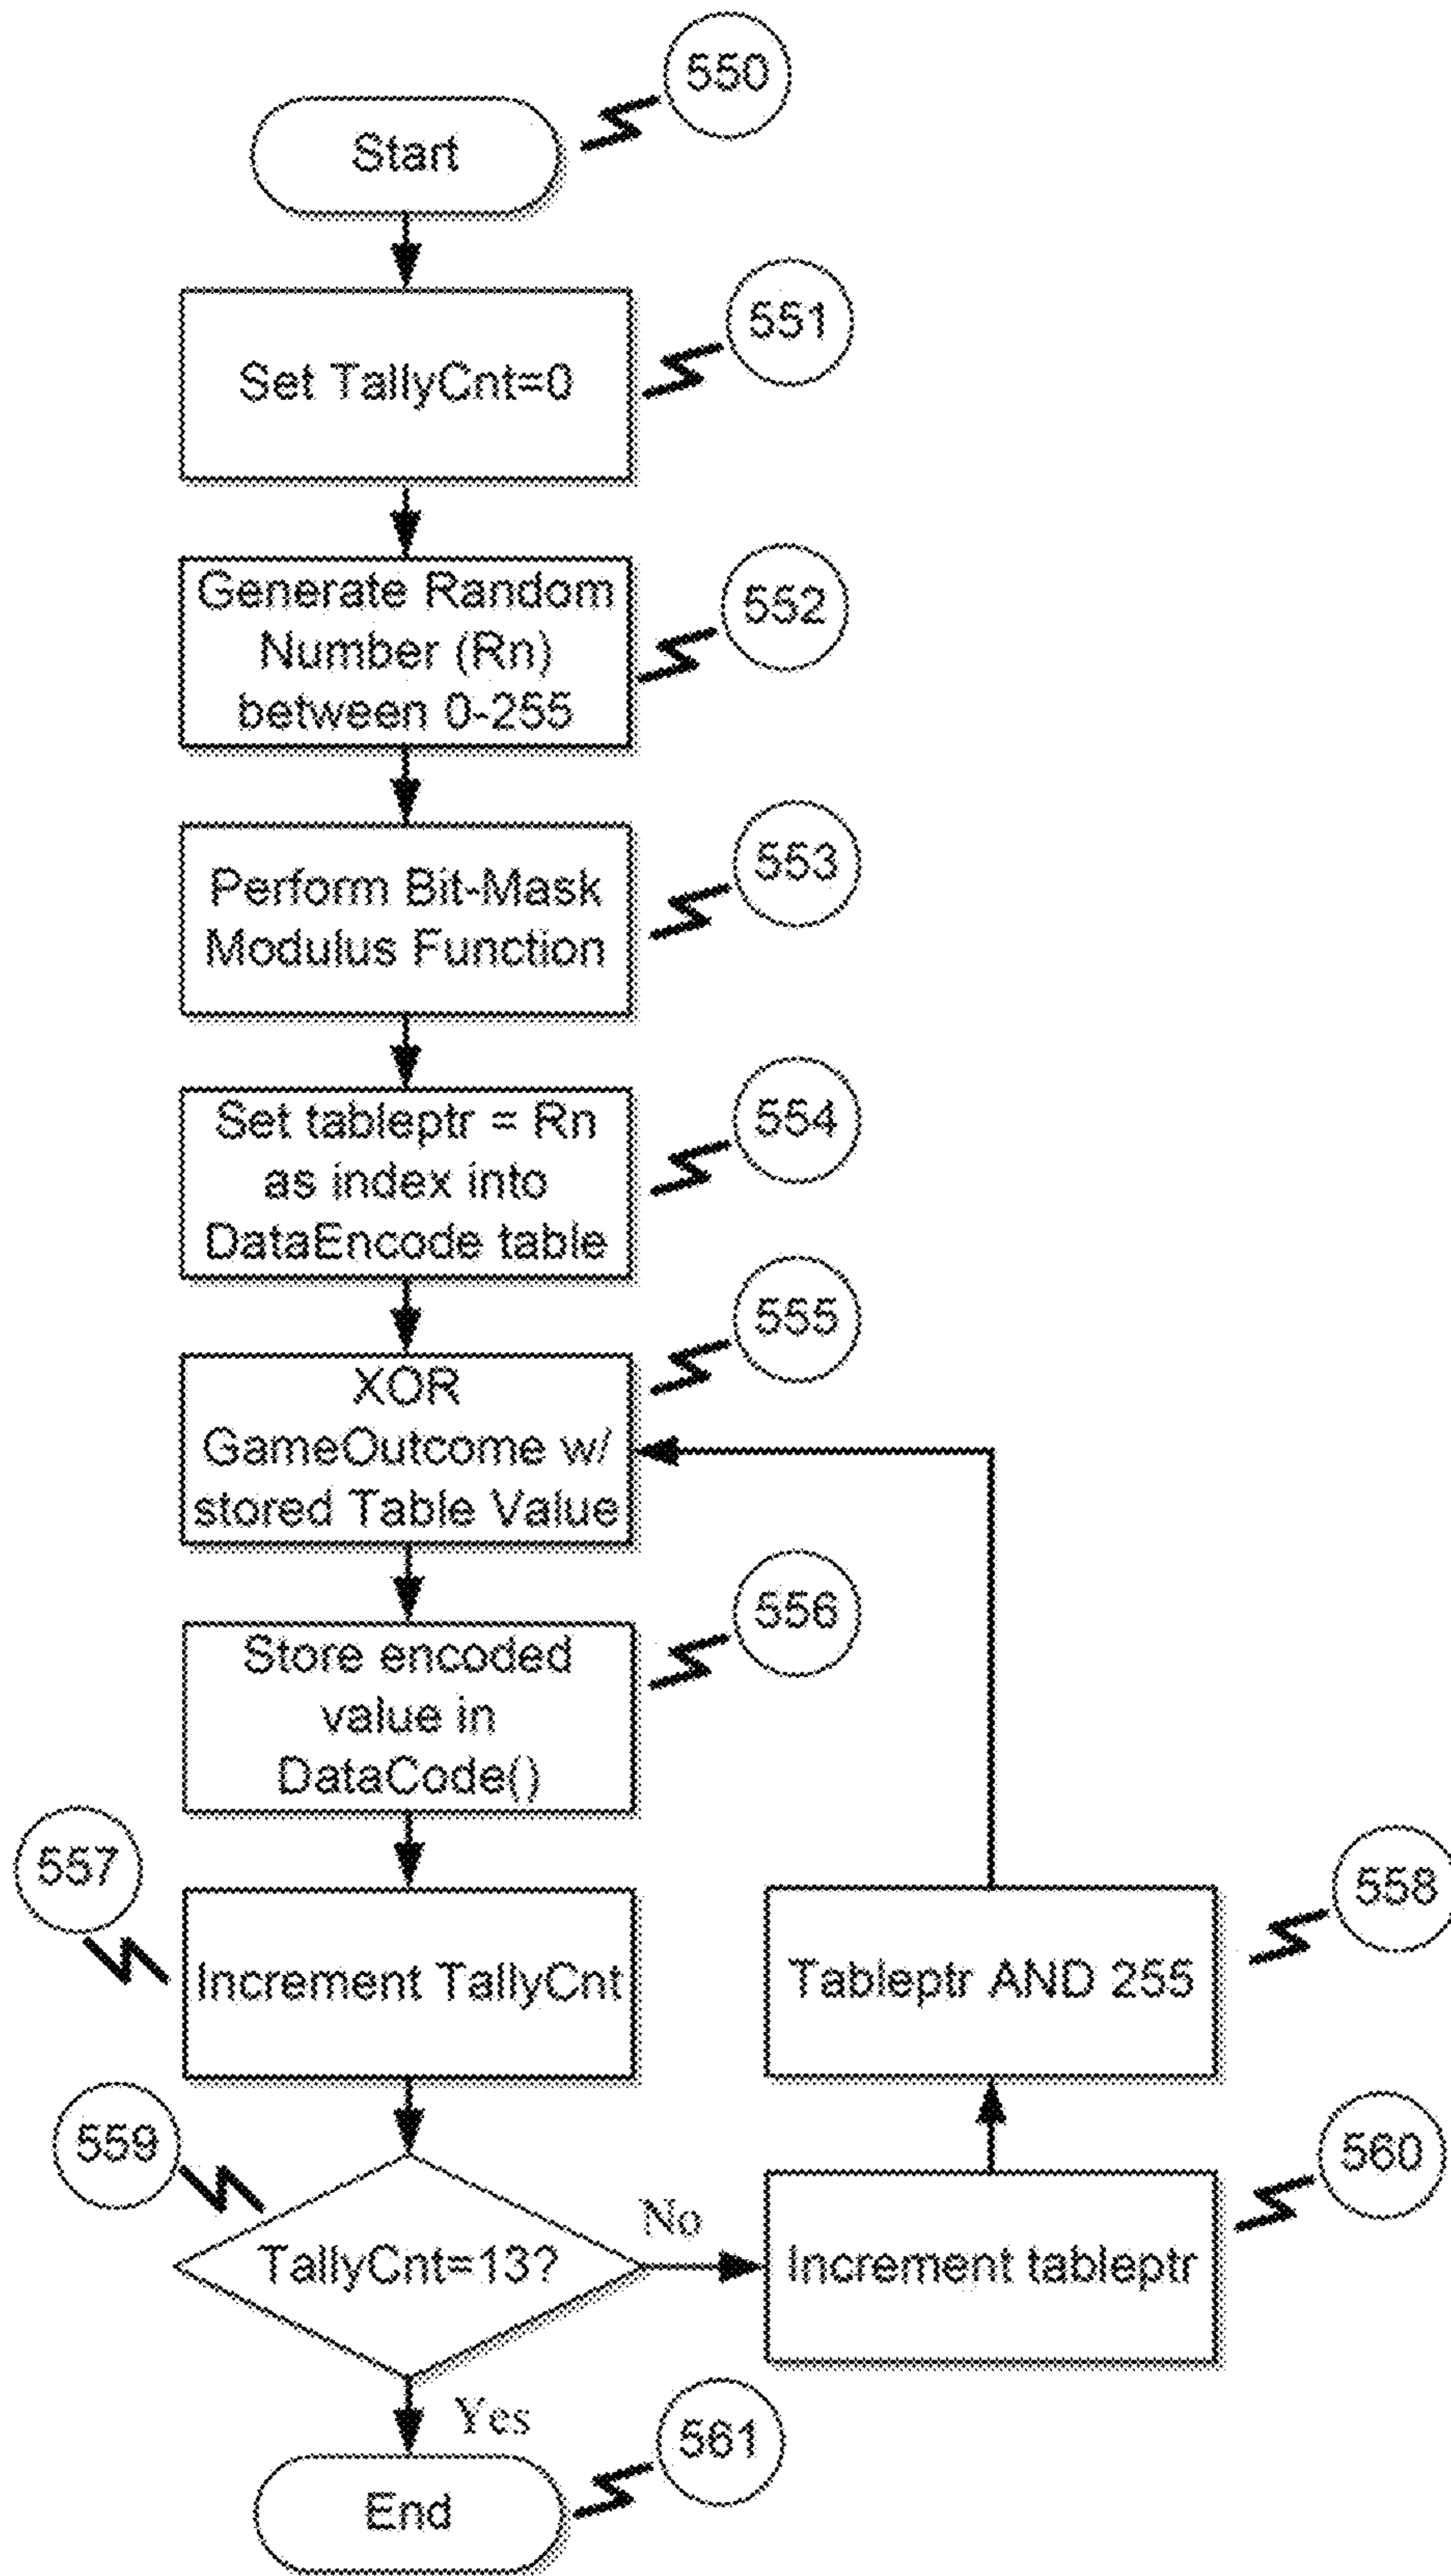 550
Start
551
Set TallyCnt=0
552
Generate Random
Number (Rn)
between 0-255
553
Perform Bit-Mask
Modulus Function
554
Set tableptr = Rn
as index into
DataEncode table
555
XOR
GameOutcome w/
stored Table Value
556
Store encoded
value in
DataCode()
557
Increment TallyCnt
558
Tableptr AND 255
559
TallyCnt=13?
No
560
Increment tableptr
Yes
561
End